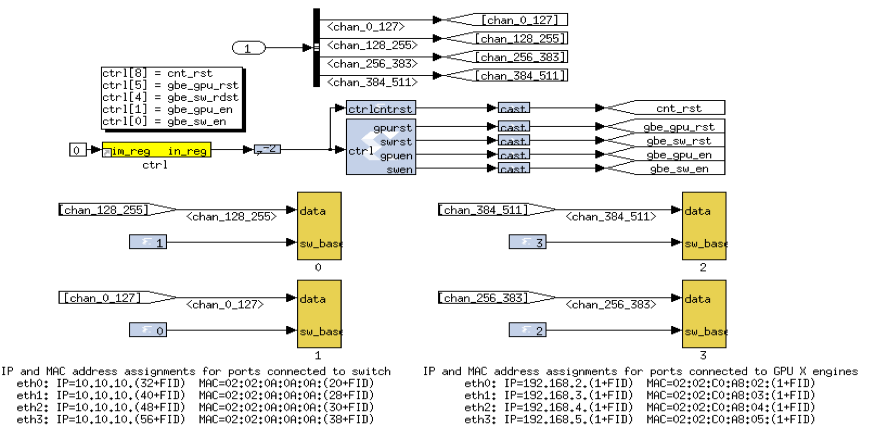 [chan_0_127]
<chan_0_127>
[chan_128_255]
1
<chan_128_255>
[chan_256_383]
<chan_256_383>
[chan_384_511]
<chan_384_511>
ctrl[8] = cnt_rst
ctrl[5] = gbe_gpu_rst
ctrl[4] = gbe_sw_rdst
ctrl[1] = gbe_gpu_en
ctrl[0] = gbe_sw_en
ctrlcntrst
cast
cnt_rst
gpurst
cast
gbe_gpu_rst
swrst
cast
gbe_sw_rst
0
im_reg in_reg
z-2
ctrl
gpuen
cast
gbe_gpu_en
ctrl
swen
cast
gbe_sw_en
[chan_128_255]
<chan_128_255>
data
1
sw_base
0
[chan_384_511]
<chan_384_511>
data
3
sw_base
2
[chan_0_127]
<chan_0_127>
data
0
sw_base
1
[chan_256_383]
<chan_256_383>
data
2
sw_base
3
IP and MAC address assignments for ports connected to switch
eth0: IP=10.10.10.(32+FID) MAC=02:02:0A:0A:0A:(20+FID)
eth1: IP=10.10.10.(40+FID) MAC=02:02:0A:0A:0A:(28+FID)
eth2: IP=10.10.10.(48+FID) MAC=02:02:0A:0A:0A:(30+FID)
eth3: IP=10.10.10.(56+FID) MAC=02:02:0A:0A:0A:(38+FID)
IP and MAC address assignments for ports connected to GPU X engines
eth0: IP=192.168.2.(1+FID) MAC=02:02:C0:A8:02:(1+FID)
eth1: IP=192.168.3.(1+FID) MAC=02:02:C0:A8:03:(1+FID)
eth2: IP=192.168.4.(1+FID) MAC=02:02:C0:A8:04:(1+FID)
eth3: IP=192.168.5.(1+FID) MAC=02:02:C0:A8:05:(1+FID)